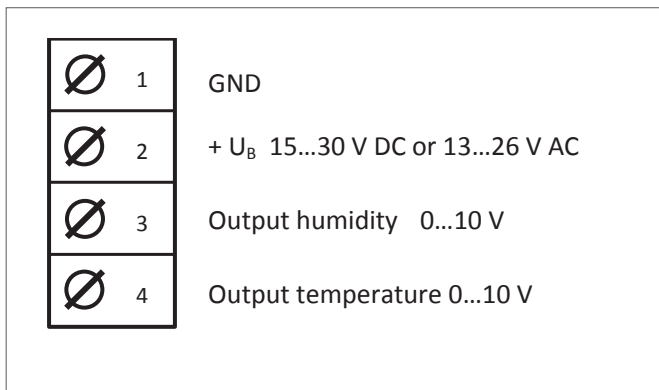 1 GND
2 + UB 15...30 V DC or 13...26 V AC
3 Output humidity 0...10 V
4 Output temperature 0...10 V